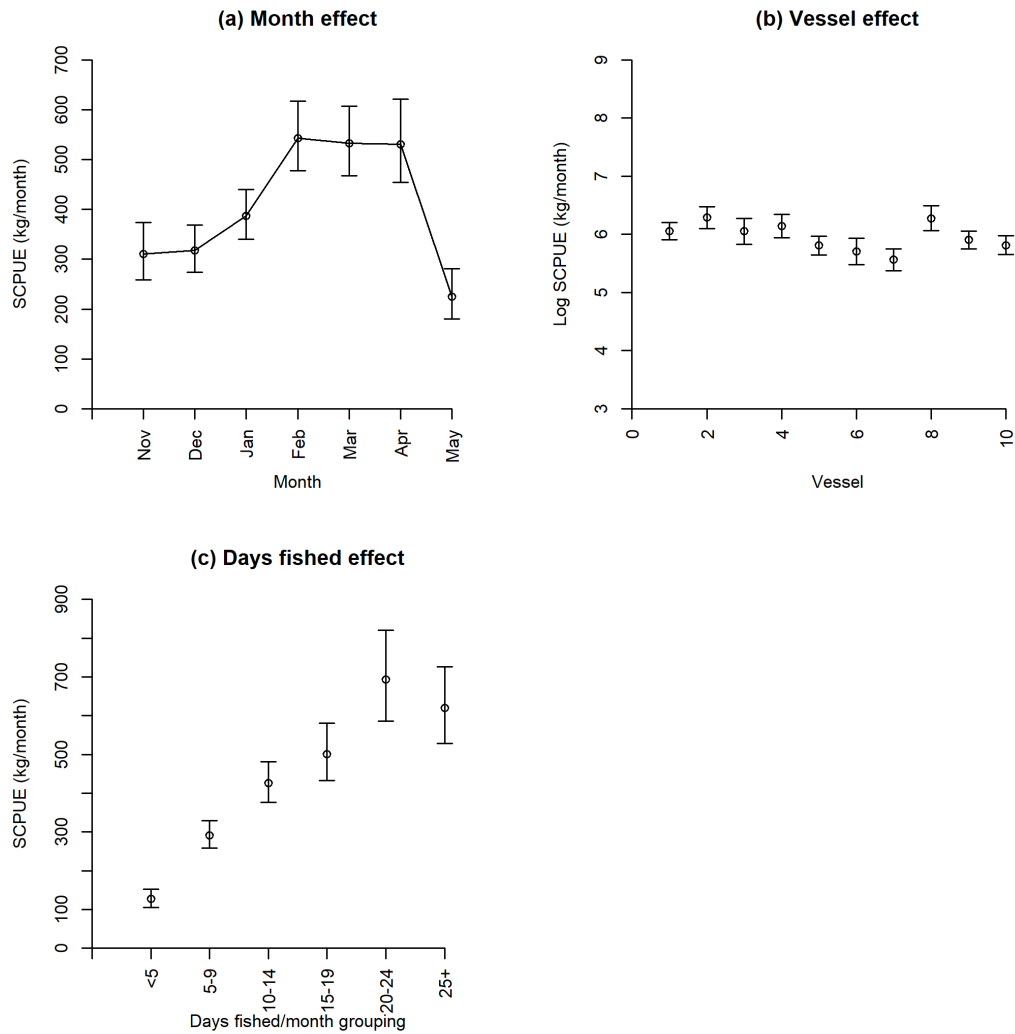 (a) Month effect
SCPUE (kg/month)
700
600
500
400
300
200
100
0
Nov
Dec
Jan
Feb
Mar
Apr
May
Month
(b) Vessel effect
Log SCPUE (kg/month)
9
8
7
6
5
4
3
0
2
4
6
8
10
Vessel
(c) Days fished effect
SCPUE (kg/month)
900
700
500
300
100
0
<5
5-9
10-14
15-19
20-24
25+
Days fished/month grouping